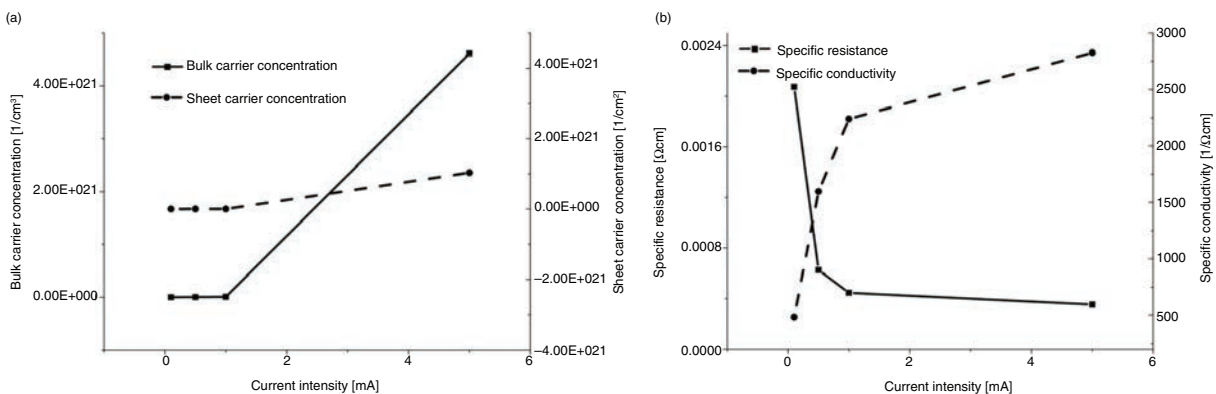 (a)
Bulk carrier concentration
Sheet carrier concentration
Bulk carrier concentration [1/cm³]
4.00E+021
2.00E+021
0.00E+000
Sheet carrier concentration [1/cm²]
4.00E+021
2.00E+021
0.00E+000
−2.00E+021
−4.00E+021
0 2 4 6
Current intensity [mA]
(b)
Specific resistance
Specific conductivity
Specific resistance [Ωcm]
0.0024
0.0016
0.0008
0.0000
Specific conductivity [1/Ωcm]
3000
2500
2000
1500
1000
500
0 2 4 6
Current intensity [mA]